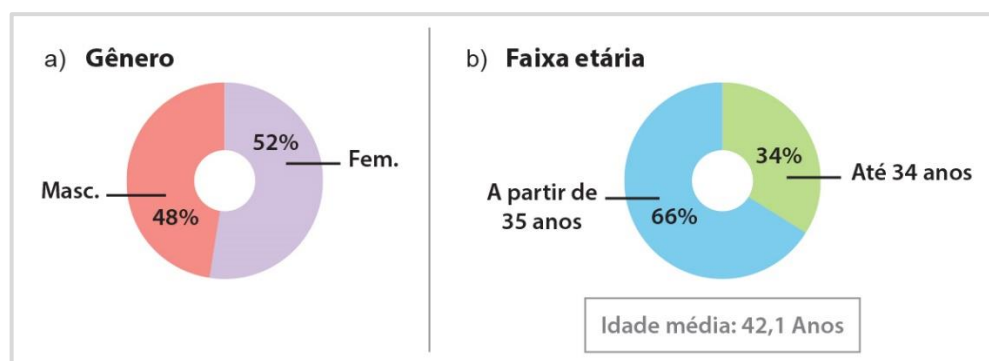 a) Gênero
52%
Fem.
Masc.
48%
b) Faixa etária
34%
Até 34 anos
A partir de
35 anos
66%
Idade média: 42,1 Anos